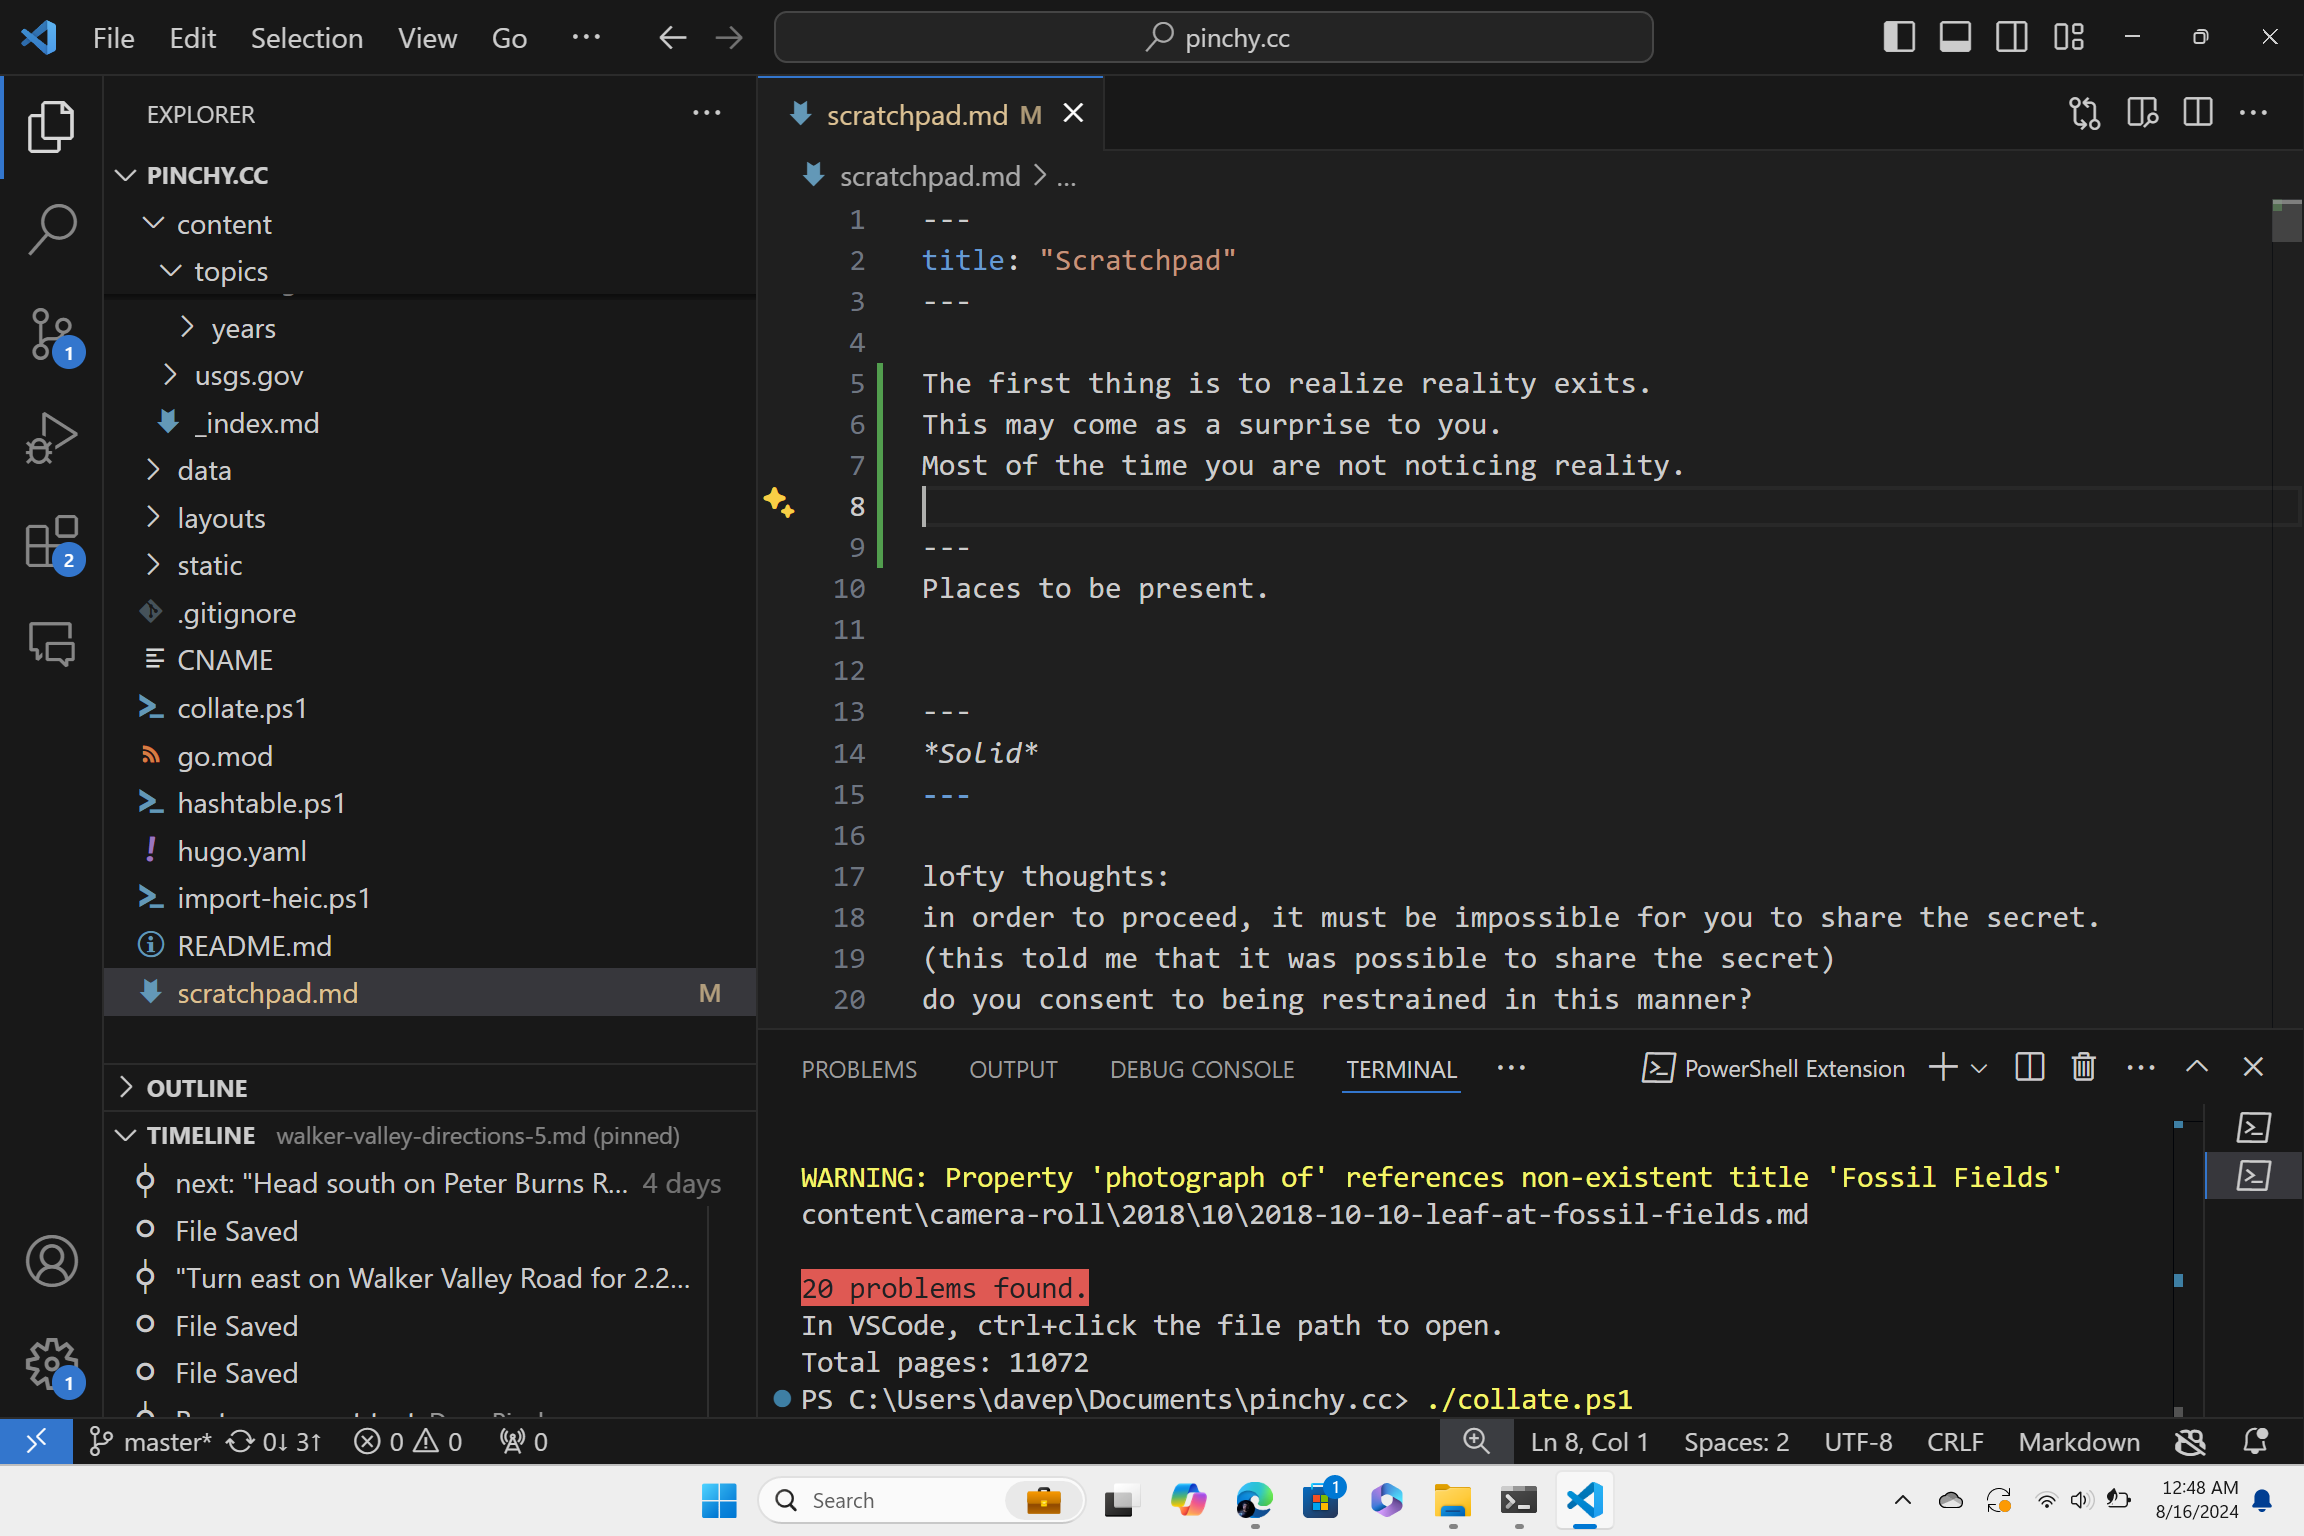 File Edit Selection View Go ···
pinchy.cc
EXPLORER
PINCHY.CC
content
topics
years
usgs.gov
_index.md
data
layouts
static
.gitignore
CNAME
collate.ps1
go.mod
hashtable.ps1
hugo.yaml
import-heic.ps1
README.md
scratchpad.md M
OUTLINE
TIMELINE walker-valley-directions-5.md (pinned)
next: "Head south on Peter Burns R... 4 days
File Saved
"Turn east on Walker Valley Road for 2.2...
File Saved
File Saved
1
2
1
scratchpad.md M
scratchpad.md > ...
1 ---
2 title: "Scratchpad"
3 ---
4
5 The first thing is to realize reality exits.
6 This may come as a surprise to you.
7 Most of the time you are not noticing reality.
8
9 ---
10 Places to be present.
11
12
13 ---
14 *Solid*
15 ---
16
17 lofty thoughts:
18 in order to proceed, it must be impossible for you to share the secret.
19 (this told me that it was possible to share the secret)
20 do you consent to being restrained in this manner?
PROBLEMS OUTPUT DEBUG CONSOLE TERMINAL ··· PowerShell Extension
WARNING: Property 'photograph of' references non-existent title 'Fossil Fields'
content\camera-roll\2018\10\2018-10-10-leaf-at-fossil-fields.md
20 problems found.
In VSCode, ctrl+click the file path to open.
Total pages: 11072
PS C:\Users\davep\Documents\pinchy.cc> ./collate.ps1
master* 0↓ 3↑ 0 0 0 Ln 8, Col 1 Spaces: 2 UTF-8 CRLF Markdown
Search
1
12:48 AM
8/16/2024